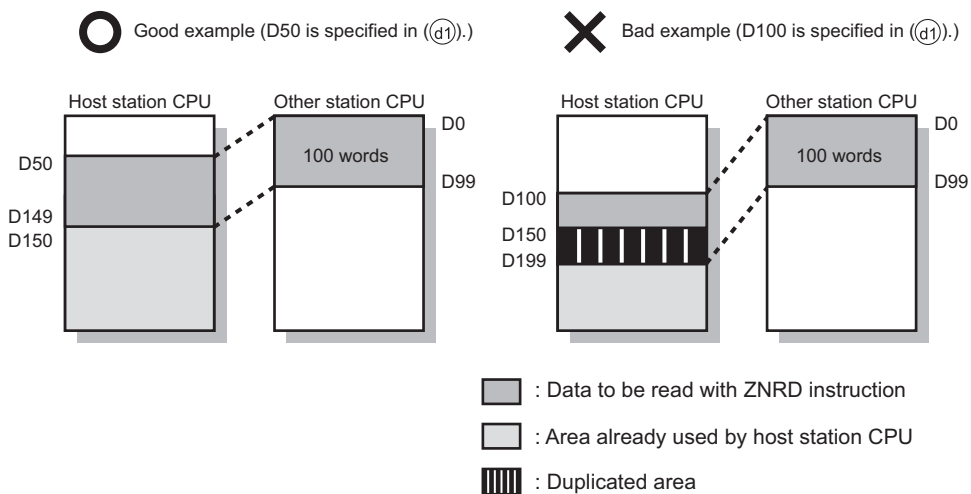 Good example (D50 is specified in (d1).)
Host station CPU
Other station CPU
D50
D149
D150
100 words
D0
D99
Bad example (D100 is specified in (d1).)
Host station CPU
Other station CPU
D100
D150
D199
100 words
D0
D99
: Data to be read with ZNRD instruction
: Area already used by host station CPU
: Duplicated area